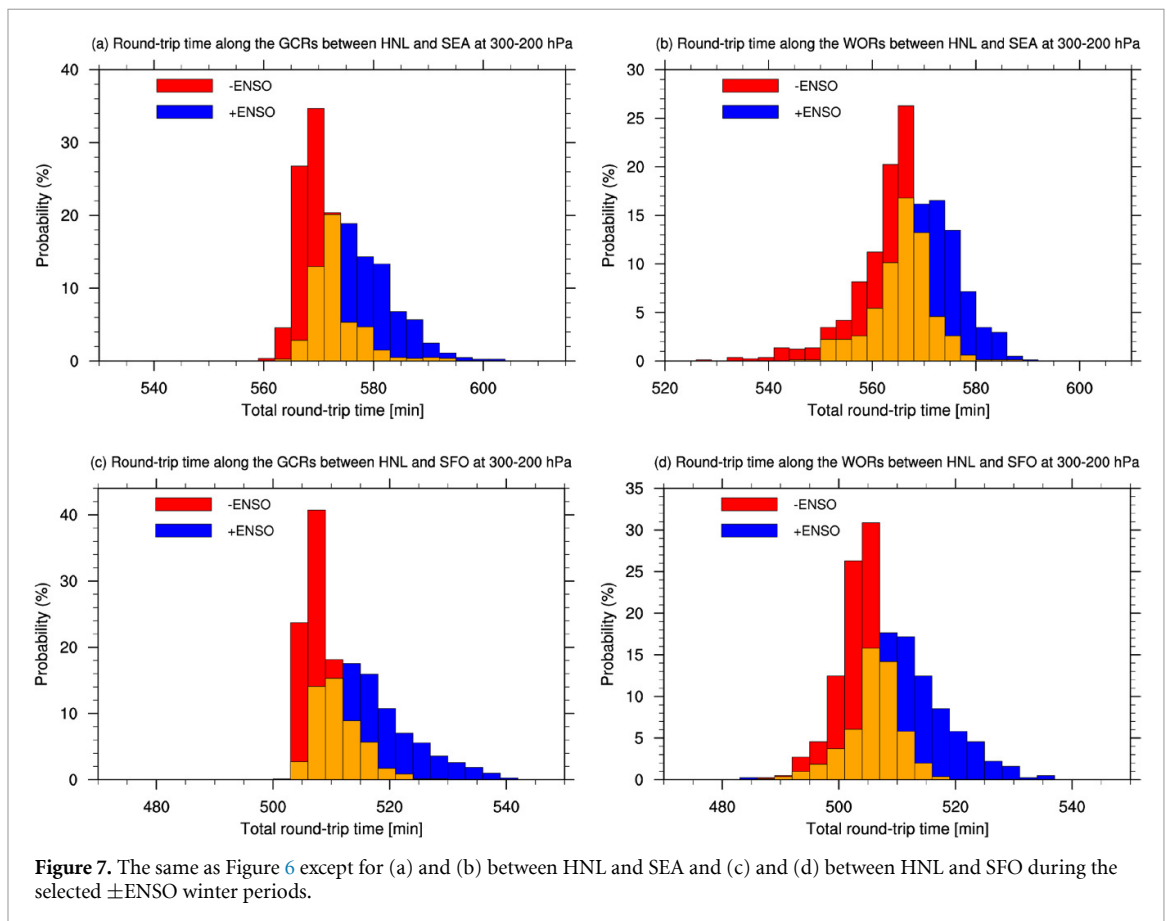 (a) Round-trip time along the GCRs between HNL and SEA at 300-200 hPa
40
30
20
10
0
Probability (%)
-ENSO
+ENSO
540 560 580 600
Total round-trip time [min]
(b) Round-trip time along the WORs between HNL and SEA at 300-200 hPa
30
25
20
15
10
5
0
Probability (%)
-ENSO
+ENSO
520 540 560 580 600
Total round-trip time [min]
(c) Round-trip time along the GCRs between HNL and SFO at 300-200 hPa
40
30
20
10
0
Probability (%)
-ENSO
+ENSO
480 500 520 540
Total round-trip time [min]
(d) Round-trip time along the WORs between HNL and SFO at 300-200 hPa
35
30
25
20
15
10
5
0
Probability (%)
-ENSO
+ENSO
480 500 520 540
Total round-trip time [min]
Figure 7. The same as Figure 6 except for (a) and (b) between HNL and SEA and (c) and (d) between HNL and SFO during the
selected ±ENSO winter periods.